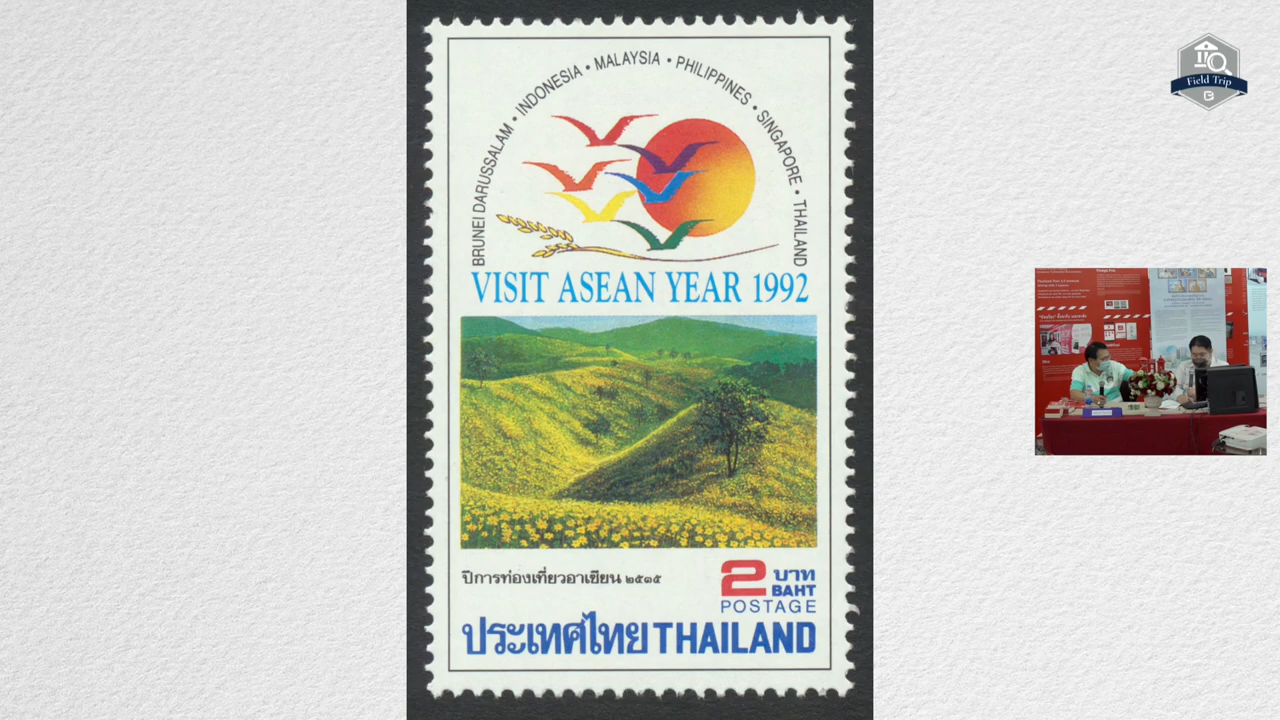 BRUNEI DARUSSALAM • INDONESIA • MALAYSIA • PHILIPPINES • SINGAPORE • THAILAND
VISIT ASEAN YEAR 1992
ปีการท่องเที่ยวอาเซียน ๒๕๑๕
2 บาท
BAHT
POSTAGE
ประเทศไทย THAILAND
Field Trip